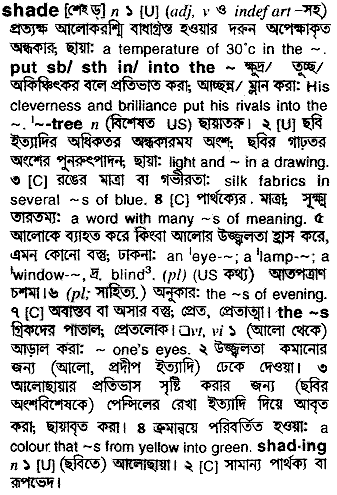 shade [শেইড্] n ১ [U] (adj, v ও indef art –সহ)
প্রত্যক্ষ আলোকরশ্মি বাধাপ্রাপ্ত হওয়ার দরুন অপেক্ষাকৃত
অন্ধকার; ছায়া: a temperature of 30°c in the ~.
put sb/ sth in/ into the ~ ক্ষুদ্র/ তুচ্ছ/
অকিঞ্চিৎকর বলে প্রতিভাত করা; আচ্ছন্ন/ ম্লান করা: His
cleverness and brilliance put his rivals into the
~. '~-tree n (বিশেষত US) ছায়াতরু। ২ [U] ছবি
ইত্যাদির অধিকতর অন্ধকারময় অংশ; ছবির গাঢ়তর
অংশের পুনরুৎপাদন; ছায়া: light and ~ in a drawing.
৩ [C] রঙের মাত্রা বা গভীরতা: silk fabrics in
several ~s of blue. ৪ [C] পার্থক্যের মাত্রা; সূক্ষ্ম
তারতম্য: a word with many ~s of meaning. ৫
আলোকে ব্যাহত করে কিংবা আলোর উজ্জ্বলতা হ্রাস করে,
এমন কোনো বস্তু; ঢাকনা: an 'eye-~; a 'lamp-~; a
'window-~, দ্র. blind³. (pl) (US কথ্য) আতপত্রাণ
চশমা। ৬ (pl; সাহিত্য.) অন্ধকার: the ~s of evening.
৭ [C] অবাস্তব বা অসার বস্তু; প্রেত, প্রেতাত্মা। the ~s
গ্রিকদের পাতাল; প্রেতলোক। □vt, vi ১ (আলো থেকে)
আড়াল করা: ~ one's eyes. ২ উজ্জ্বলতা কমানোর
জন্য (আলো, প্রদীপ ইত্যাদি) ঢেকে দেওয়া। ৩
আলোছায়ার প্রতিভাস সৃষ্টি করার জন্য (ছবির
অংশবিশেষকে) পেন্সিলের রেখা ইত্যাদি দিয়ে আবৃত
করা; ছায়াবৃত করা। ৪ ক্রমান্বয়ে পরিবর্তিত হওয়া: a
colour that ~s from yellow into green. shad·ing
n ১ [U] (ছবিতে) আলোছায়া। ২ [C] সামান্য পার্থক্য বা
রূপভেদ।